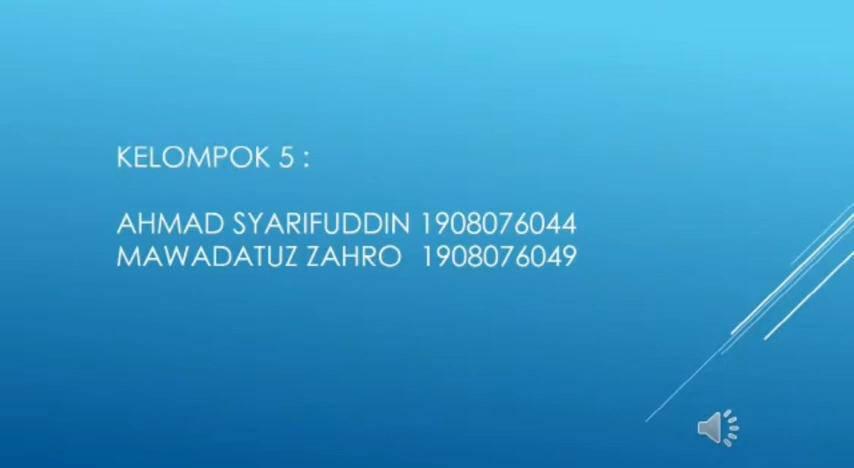 KELOMPOK 5 :
AHMAD SYARIFUDDIN 1908076044
MAWADATUZ ZAHRO 1908076049